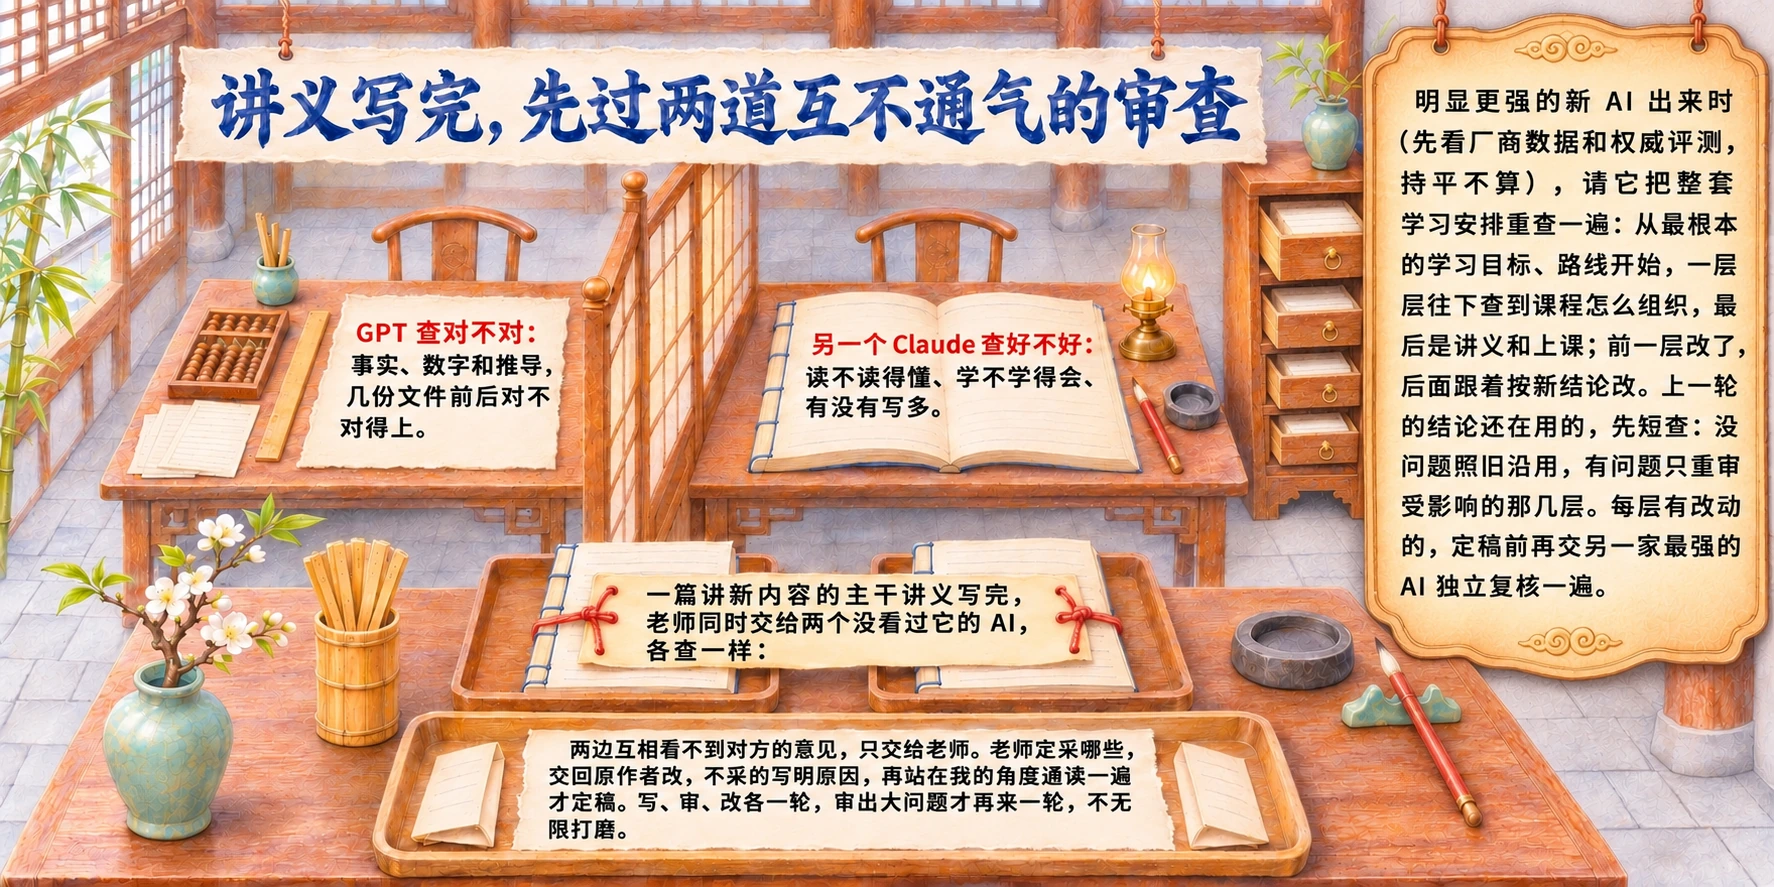 讲义写完，先过两道互不通气的审查
GPT 查对不对：
事实、数字和推导，
几份文件前后对不
对得上。
另一个 Claude 查好不好：
读不读得懂、学不学得会、
有没有写多。
一篇讲新内容的主干讲义写完，
老师同时交给两个没看过它的 AI，
各查一样：
两边互相看不到对方的意见，只交给老师。老师定采哪些，
交回原作者改，不采的写明原因，再站在我的角度通读一遍
才定稿。写、审、改各一轮，审出大问题才再来一轮，不无
限打磨。
明显更强的新 AI 出来时
（先看厂商数据和权威评测，
持平不算），请它把整套
学习安排重查一遍：从最根本
的学习目标、路线开始，一层
层往下查到课程怎么组织，最
后是讲义和上课；前一层改了，
后面跟着按新结论改。上一轮
的结论还在用的，先短查：没
问题照旧沿用，有问题只重审
受影响的那几层。每层有改动
的，定稿前再交另一家最强的
AI 独立复核一遍。